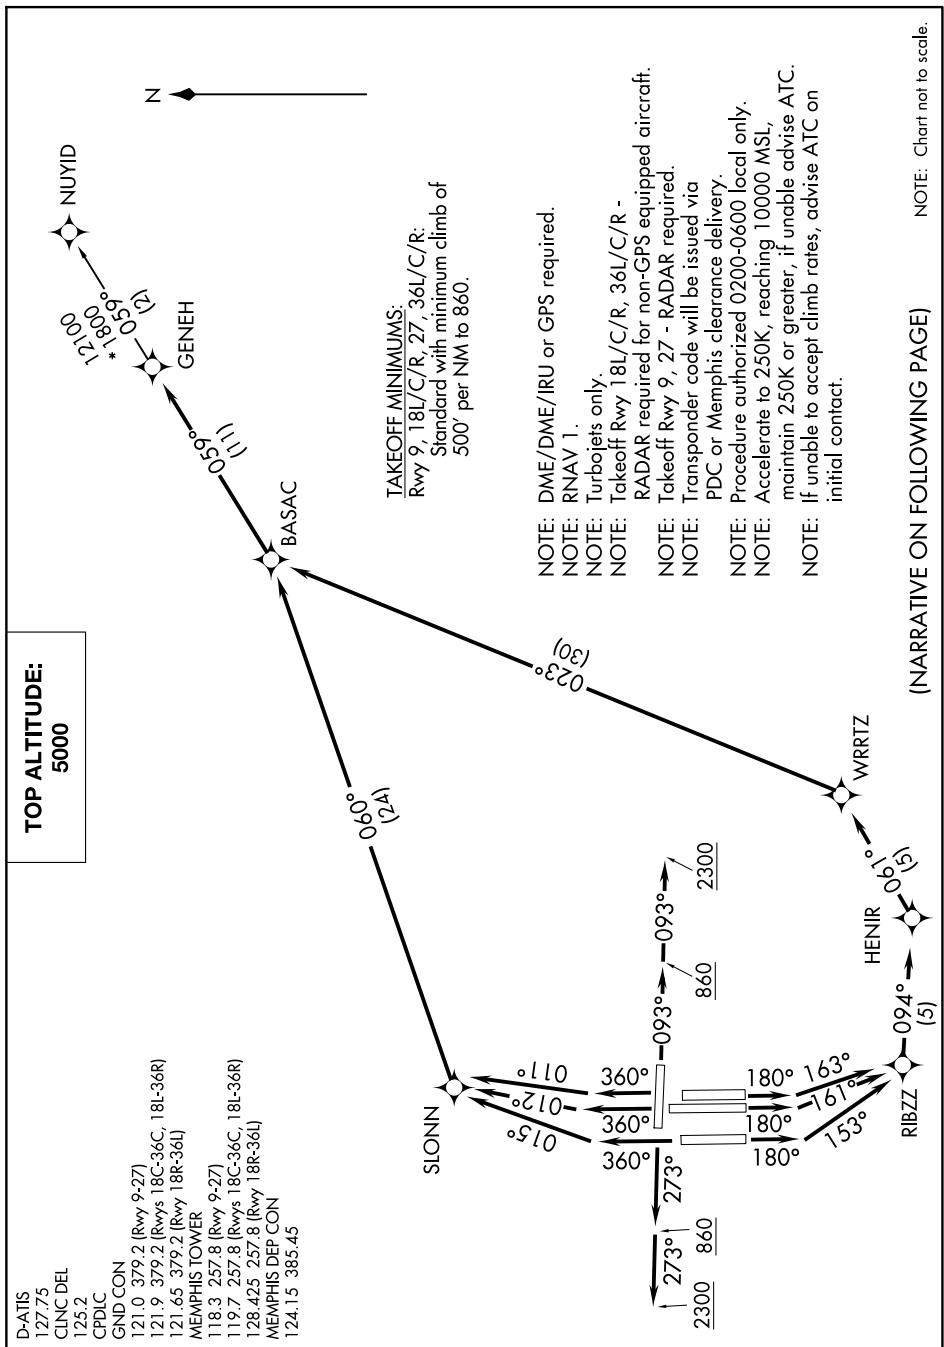 D-ATIS
127.75
CLNC DEL
125.2
CPDLC
GND CON
121.0 379.2 (Rwy 9-27)
121.9 379.2 (Rwys 18C-36C, 18L-36R)
121.65 379.2 (Rwy 18R-36L)
MEMPHIS TOWER
118.3 257.8 (Rwy 9-27)
119.7 257.8 (Rwys 18C-36C, 18L-36R)
128.425 257.8 (Rwy 18R-36L)
MEMPHIS DEP CON
124.15 385.45
TOP ALTITUDE:
5000
N
NUYID
12100
*1800
059°
(2)
GENEH
059°
(11)
BASAC
060°
(24)
SLONN
023°
(30)
WRRTZ
061°
(5)
HENIR
094°
(5)
RIBZZ
015°
012°
011°
360°
360°
360°
093°
860
093°
2300
273°
860
273°
2300
180°
180°
180°
153°
161°
163°
TAKEOFF MINIMUMS:
Rwy 9, 18L/C/R, 27, 36L/C/R:
Standard with minimum climb of
500' per NM to 860.
NOTE: DME/DME/IRU or GPS required.
NOTE: RNAV 1.
NOTE: Turbojets only.
NOTE: Takeoff Rwy 18L/C/R, 36L/C/R -
RADAR required for non-GPS equipped aircraft.
NOTE: Takeoff Rwy 9, 27 - RADAR required.
NOTE: Transponder code will be issued via
PDC or Memphis clearance delivery.
NOTE: Procedure authorized 0200-0600 local only.
NOTE: Accelerate to 250K, reaching 10000 MSL,
maintain 250K or greater, if unable advise ATC.
NOTE: If unable to accept climb rates, advise ATC on
initial contact.
(NARRATIVE ON FOLLOWING PAGE)
NOTE: Chart not to scale.